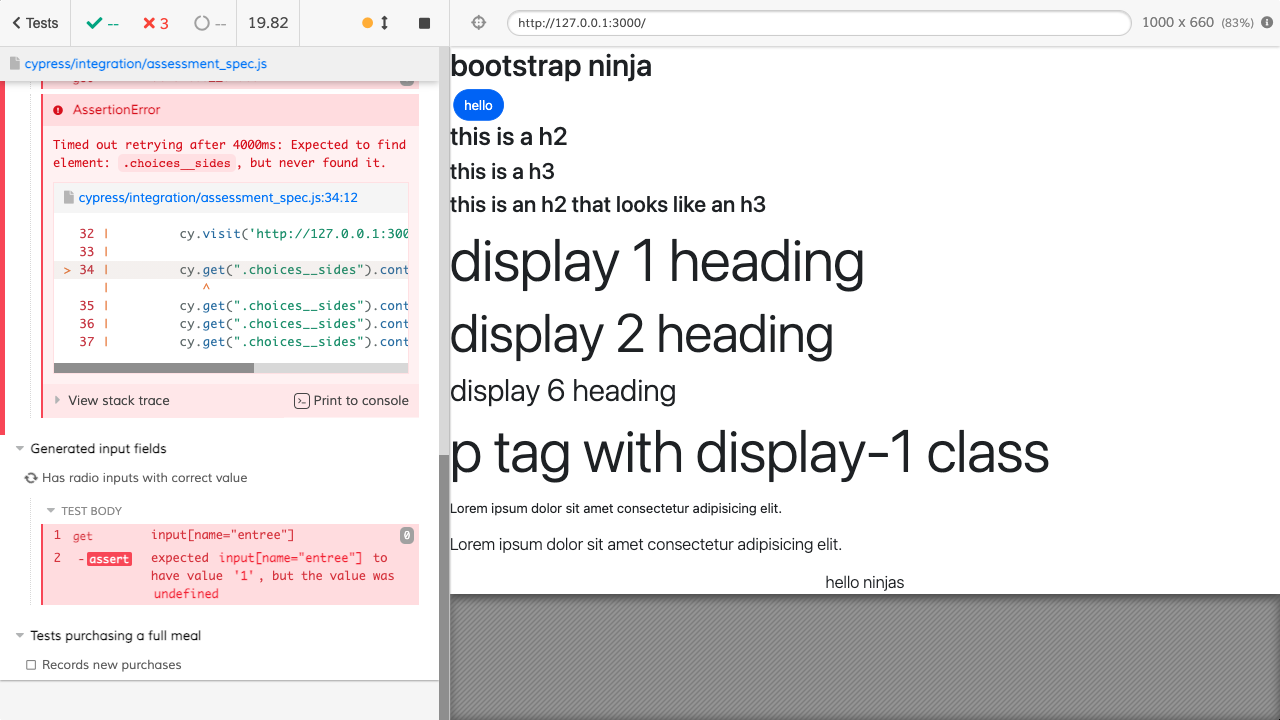 Tests
--
3
--
19.82
http://127.0.0.1:3000/
1000 x 660 (83%)
cypress/integration/assessment_spec.js
AssertionError
Timed out retrying after 4000ms: Expected to find
element: .choices__sides, but never found it.
cypress/integration/assessment_spec.js:34:12
32 | cy.visit('http://127.0.0.1:300
33 |
> 34 | cy.get(".choices__sides").cont
| ^
35 | cy.get(".choices__sides").cont
36 | cy.get(".choices__sides").cont
37 | cy.get(".choices__sides").cont
View stack trace
Print to console
Generated input fields
Has radio inputs with correct value
TEST BODY
1 get input[name="entree"] 0
2 -assert expected input[name="entree"] to
have value '1', but the value was
undefined
Tests purchasing a full meal
Records new purchases
bootstrap ninja
hello
this is a h2
this is a h3
this is an h2 that looks like an h3
display 1 heading
display 2 heading
display 6 heading
p tag with display-1 class
Lorem ipsum dolor sit amet consectetur adipisicing elit.
Lorem ipsum dolor sit amet consectetur adipisicing elit.
hello ninjas